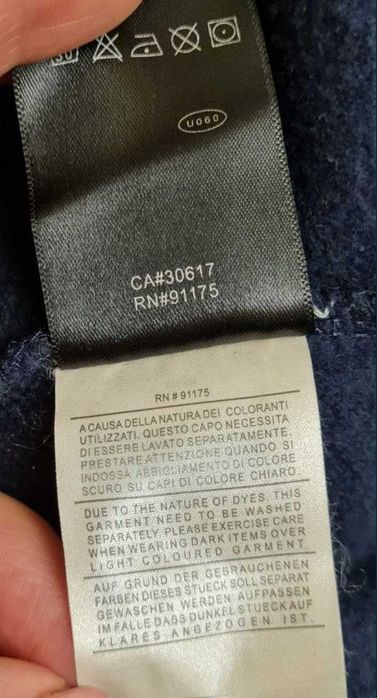 30
U060
CA#30617
RN#91175
RN # 91175
A CAUSA DELLA NATURA DEI COLORANTI
UTILIZZATI. QUESTO CAPO NECESSITA
DI ESSERE LAVATO SEPARATAMENTE.
PRESTARE ATTENZIONE QUANDO SI
INDOSSA ABBIGLIAMENTO DI COLORE
SCURO SU CAPI DI COLORE CHIARO.
DUE TO THE NATURE OF DYES. THIS
GARMENT NEED TO BE WASHED
SEPARATELY. PLEASE EXERCISE CARE
WHEN WEARING DARK ITEMS OVER
LIGHT COLOURED GARMENT
AUF GRUND DER GEBRAUCHENEN
FARBEN DIESES STUECK SOLL SEPARAT
GEWASCHEN WERDEN AUFPASSEN
IM FALLE DASS DUNKEL STUECK AUF
KLARES ANGEZOGEN IST.